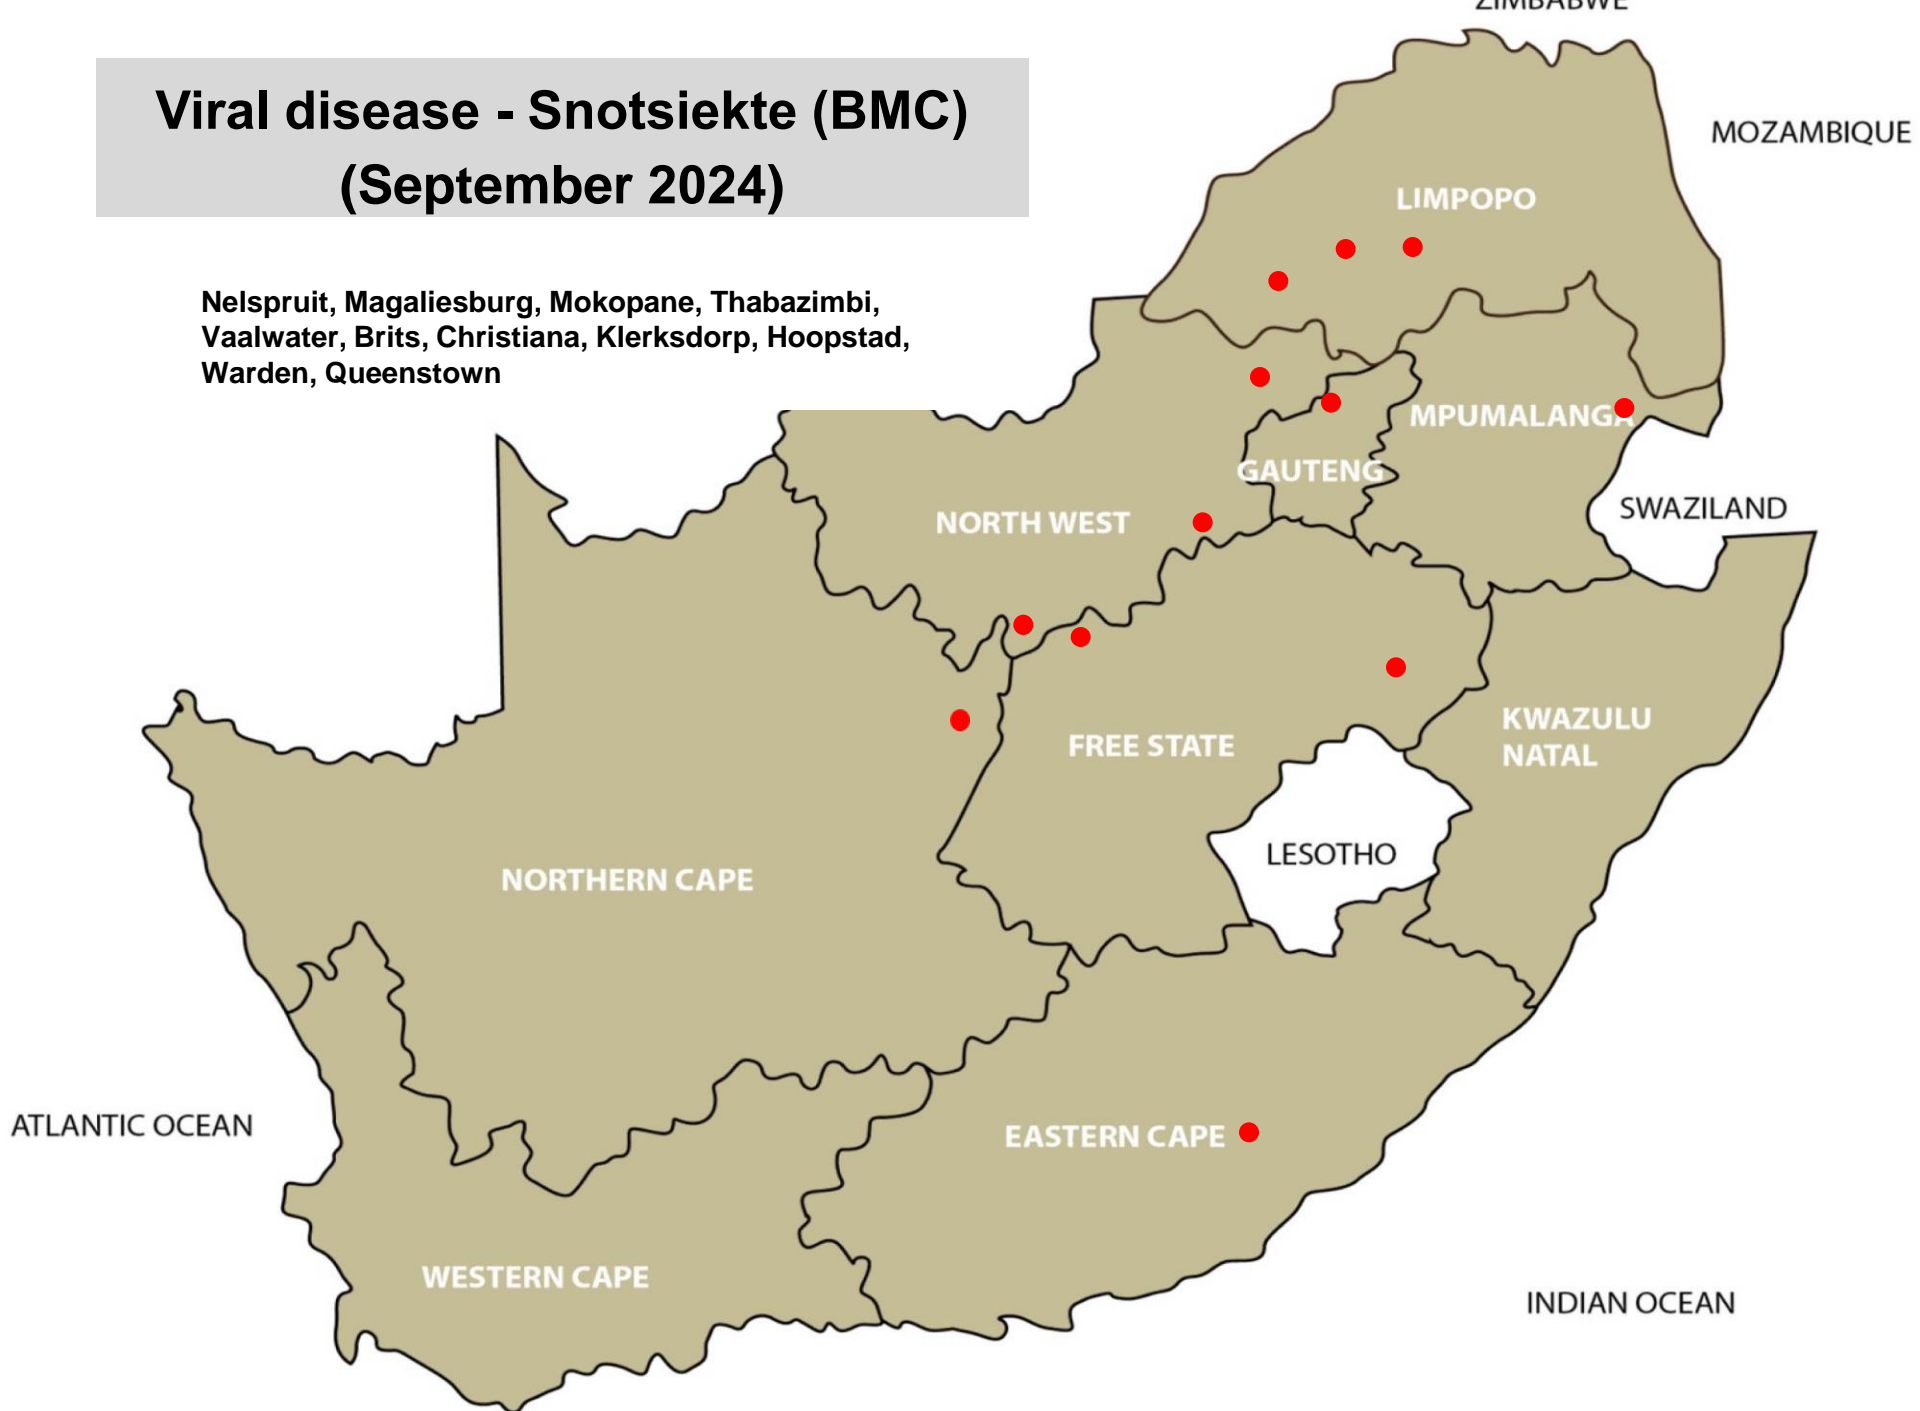 ZIMBABWE
Viral disease - Snotsiekte (BMC)
(September 2024)
MOZAMBIQUE
LIMPOPO
Nelspruit, Magaliesburg, Mokopane, Thabazimbi,
Vaalwater, Brits, Christiana, Klerksdorp, Hoopstad,
Warden, Queenstown
MPUMALANGA
GAUTENG
SWAZILAND
NORTH WEST
KWAZULU
NATAL
FREE STATE
LESOTHO
NORTHERN CAPE
ATLANTIC OCEAN
EASTERN CAPE
WESTERN CAPE
INDIAN OCEAN